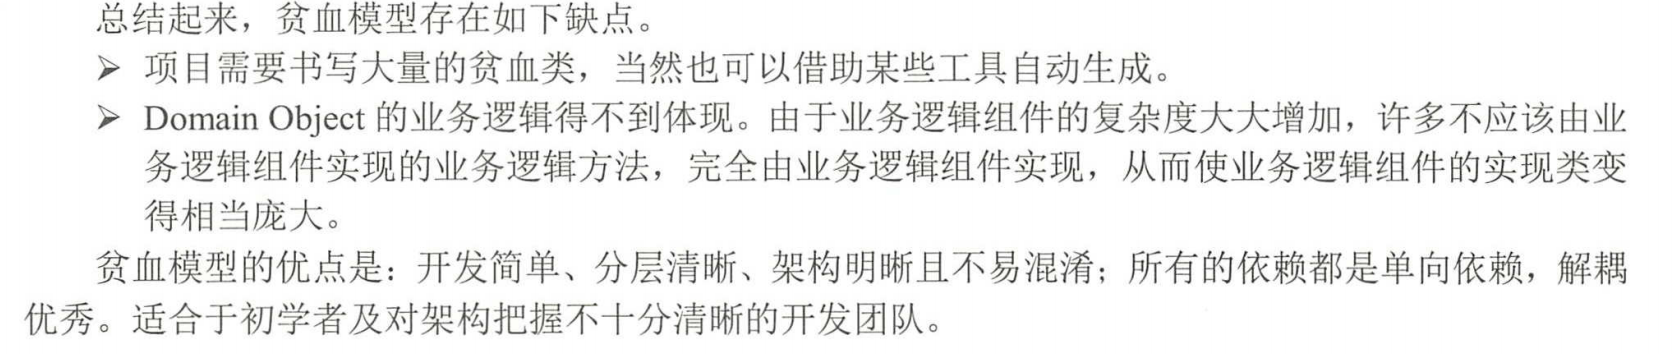 总结起来，贫血模型存在如下缺点。
➢ 项目需要书写大量的贫血类，当然也可以借助某些工具自动生成。
➢ Domain Object 的业务逻辑得不到体现。由于业务逻辑组件的复杂度大大增加，许多不应该由业
务逻辑组件实现的业务逻辑方法，完全由业务逻辑组件实现，从而使业务逻辑组件的实现类变
得相当庞大。
贫血模型的优点是：开发简单、分层清晰、架构明晰且不易混淆；所有的依赖都是单向依赖，解耦
优秀。适合于初学者及对架构把握不十分清晰的开发团队。